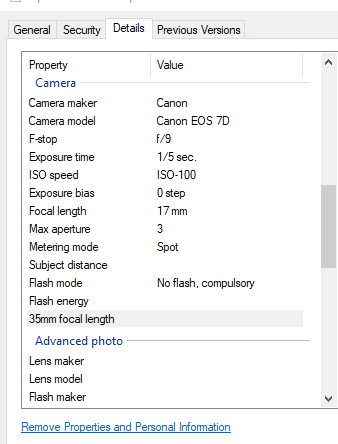 General Security Details Previous Versions
Property Value
Camera
Camera maker Canon
Camera model Canon EOS 7D
F-stop f/9
Exposure time 1/5 sec.
ISO speed ISO-100
Exposure bias 0 step
Focal length 17 mm
Max aperture 3
Metering mode Spot
Subject distance
Flash mode No flash, compulsory
Flash energy
35mm focal length
Advanced photo
Lens maker
Lens model
Flash maker
Remove Properties and Personal Information